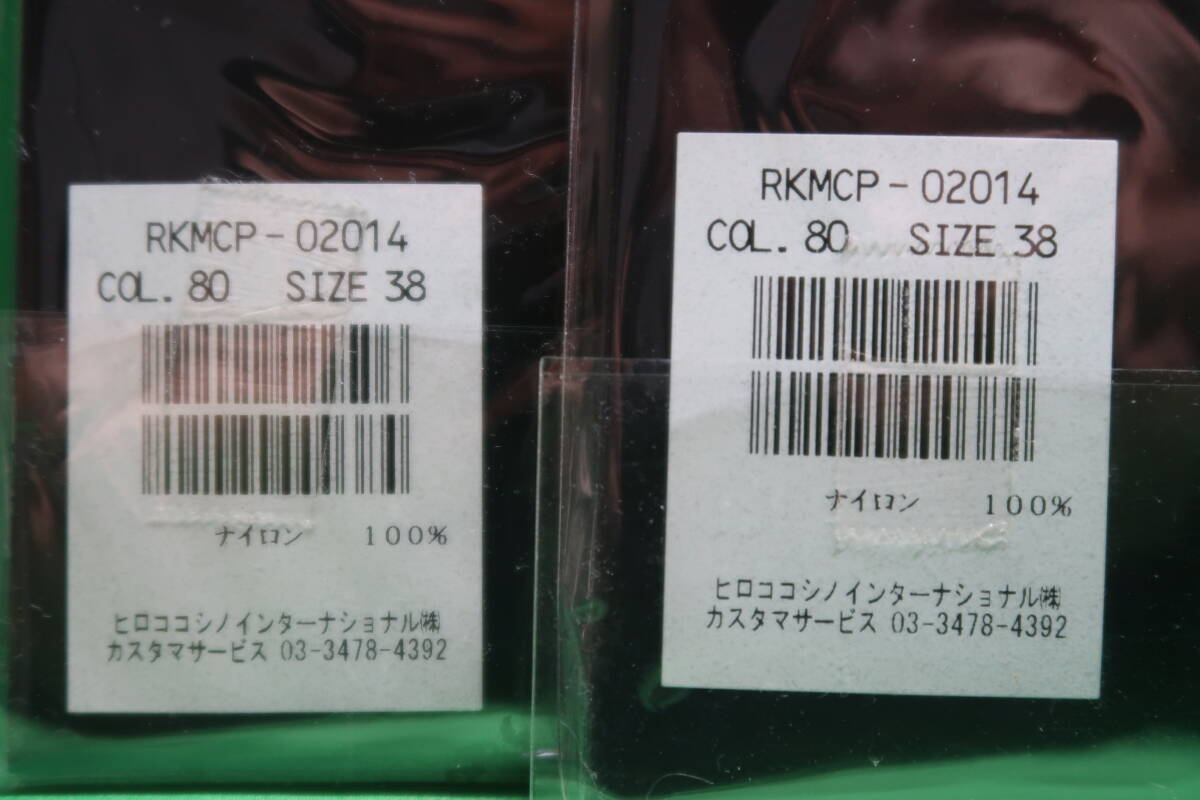 RKMCP-02014
COL. 80 SIZE 38
ナイロン 100%
ヒロココシノインターナショナル㈱
カスタマサービス 03-3478-4392
RKMCP-02014
COL. 80 SIZE 38
ナイロン 100%
ヒロココシノインターナショナル㈱
カスタマサービス 03-3478-4392